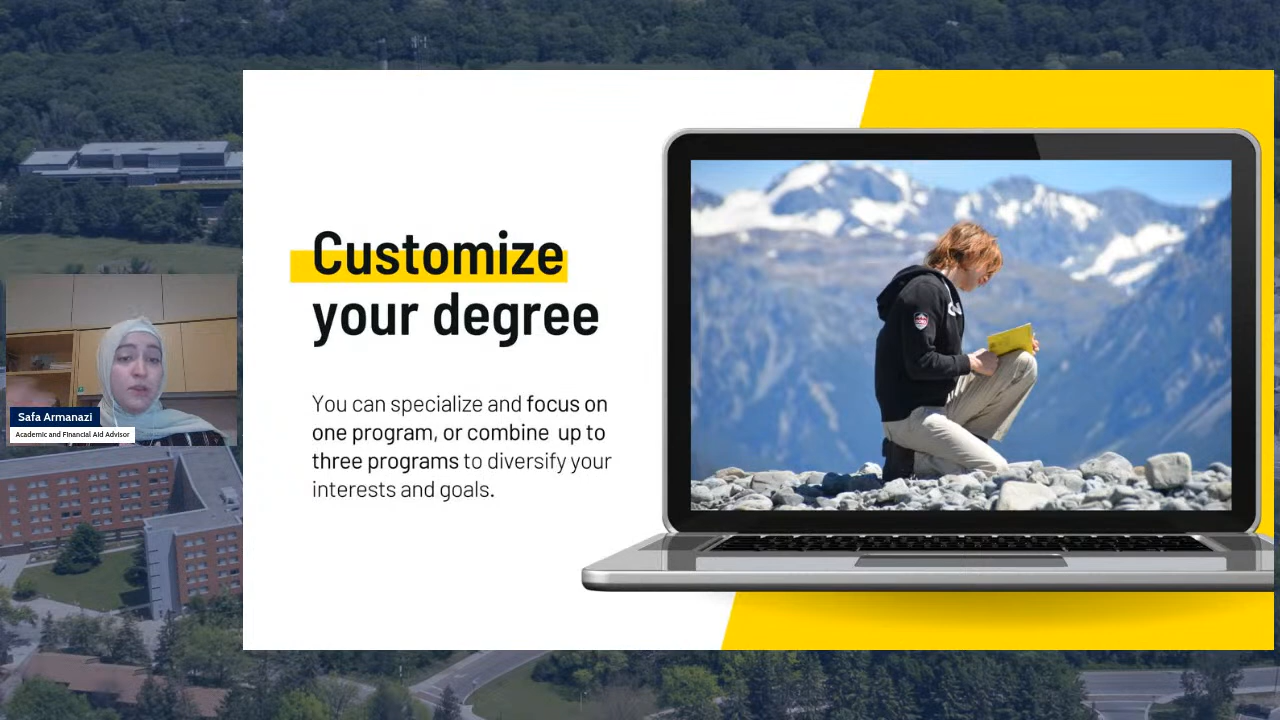 Customize
your degree
You can specialize and focus on
one program, or combine up to
three programs to diversify your
interests and goals.
Safa Armanazi
Academic and Financial Aid Advisor